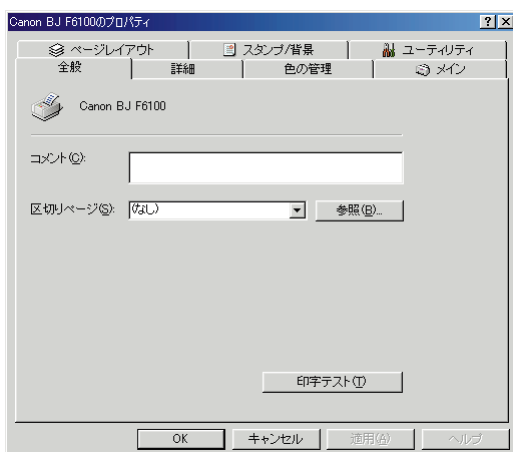 Canon BJ F6100のプロパティ
ページレイアウト スタンプ/背景 ユーティリティ
全般 詳細 色の管理 メイン
Canon BJ F6100
コメント(C):
区切りページ(S): (なし) 参照(B)...
印字テスト(T)
OK キャンセル 適用(A) ヘルプ